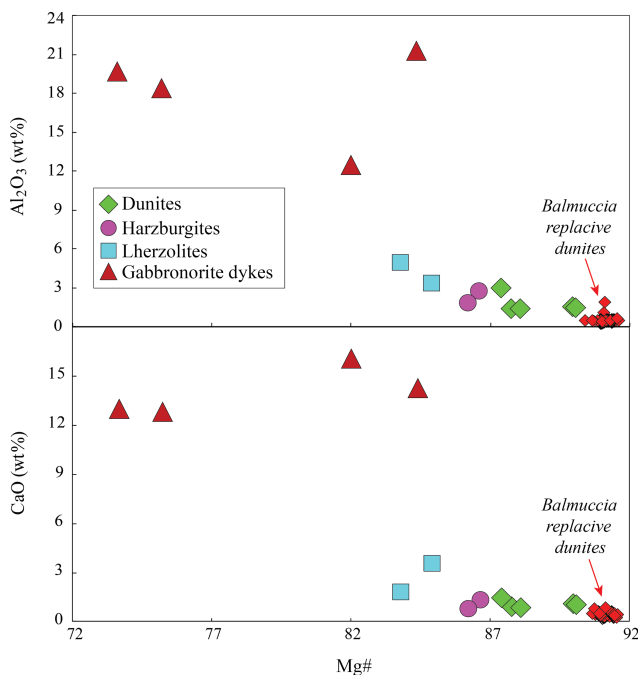 24
21
18
15
12
9
6
3
0
Al₂O₃ (wt%)
Dunites
Harzburgites
Lherzolites
Gabbronorite dykes
Balmuccia
replacive
dunites
15
12
9
6
3
0
CaO (wt%)
Balmuccia
replacive
dunites
72 77 82 87 92
Mg#